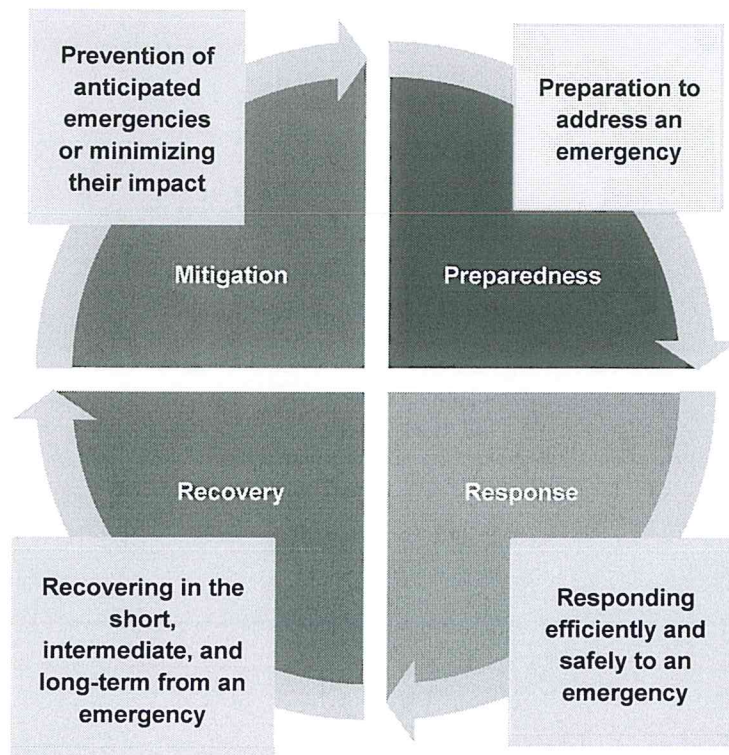 Prevention of
anticipated
emergencies
or minimizing
their impact
Mitigation
Preparation to
address an
emergency
Preparedness
Recovery
Recovering in the
short,
intermediate, and
long-term from an
emergency
Response
Responding
efficiently and
safely to an
emergency